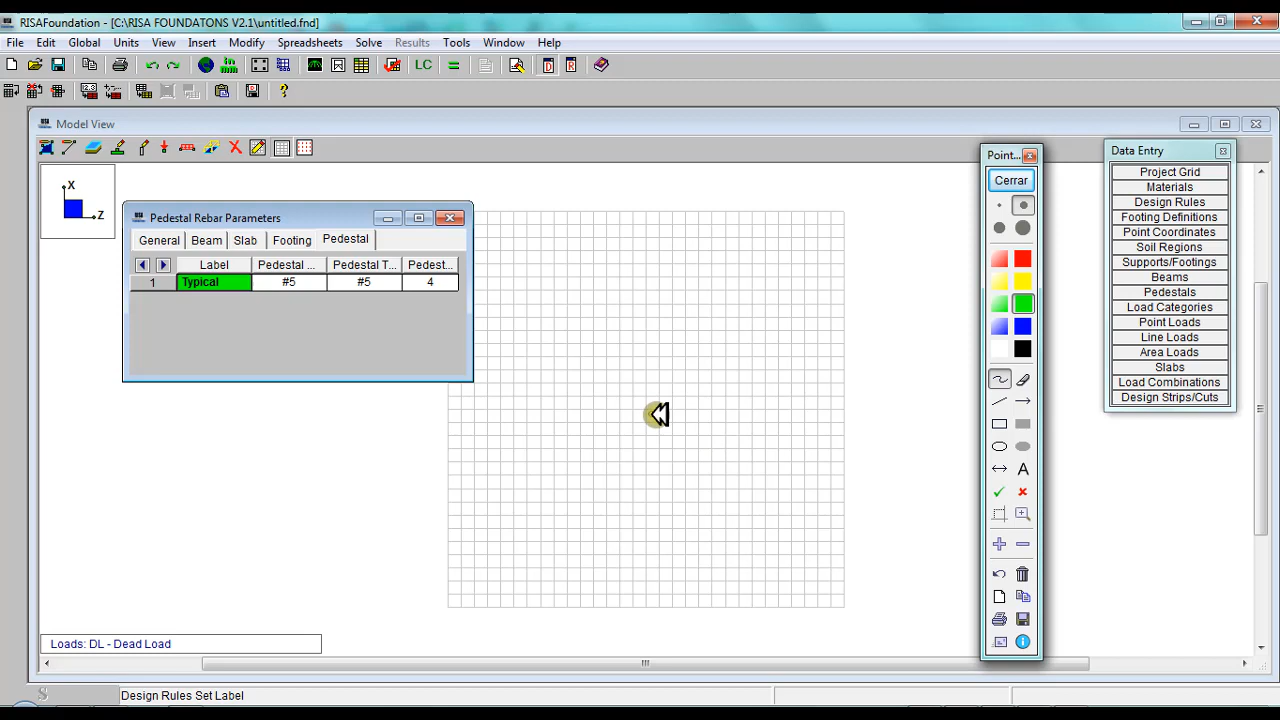 RISAFoundation - [C:\RISA FOUNDATONS V2.1\untitled.fnd]
File Edit Global Units View Insert Modify Spreadsheets Solve Results Tools Window Help
LC D R
Model View
X
Z
Pedestal Rebar Parameters
General Beam Slab Footing Pedestal
Label Pedestal ... Pedestal T... Pedest...
1 Typical #5 #5 4
Point...
Cerrar
A
Data Entry
Project Grid
Materials
Design Rules
Footing Definitions
Point Coordinates
Soil Regions
Supports/Footings
Beams
Pedestals
Load Categories
Point Loads
Line Loads
Area Loads
Slabs
Load Combinations
Design Strips/Cuts
Loads: DL - Dead Load
S Design Rules Set Label